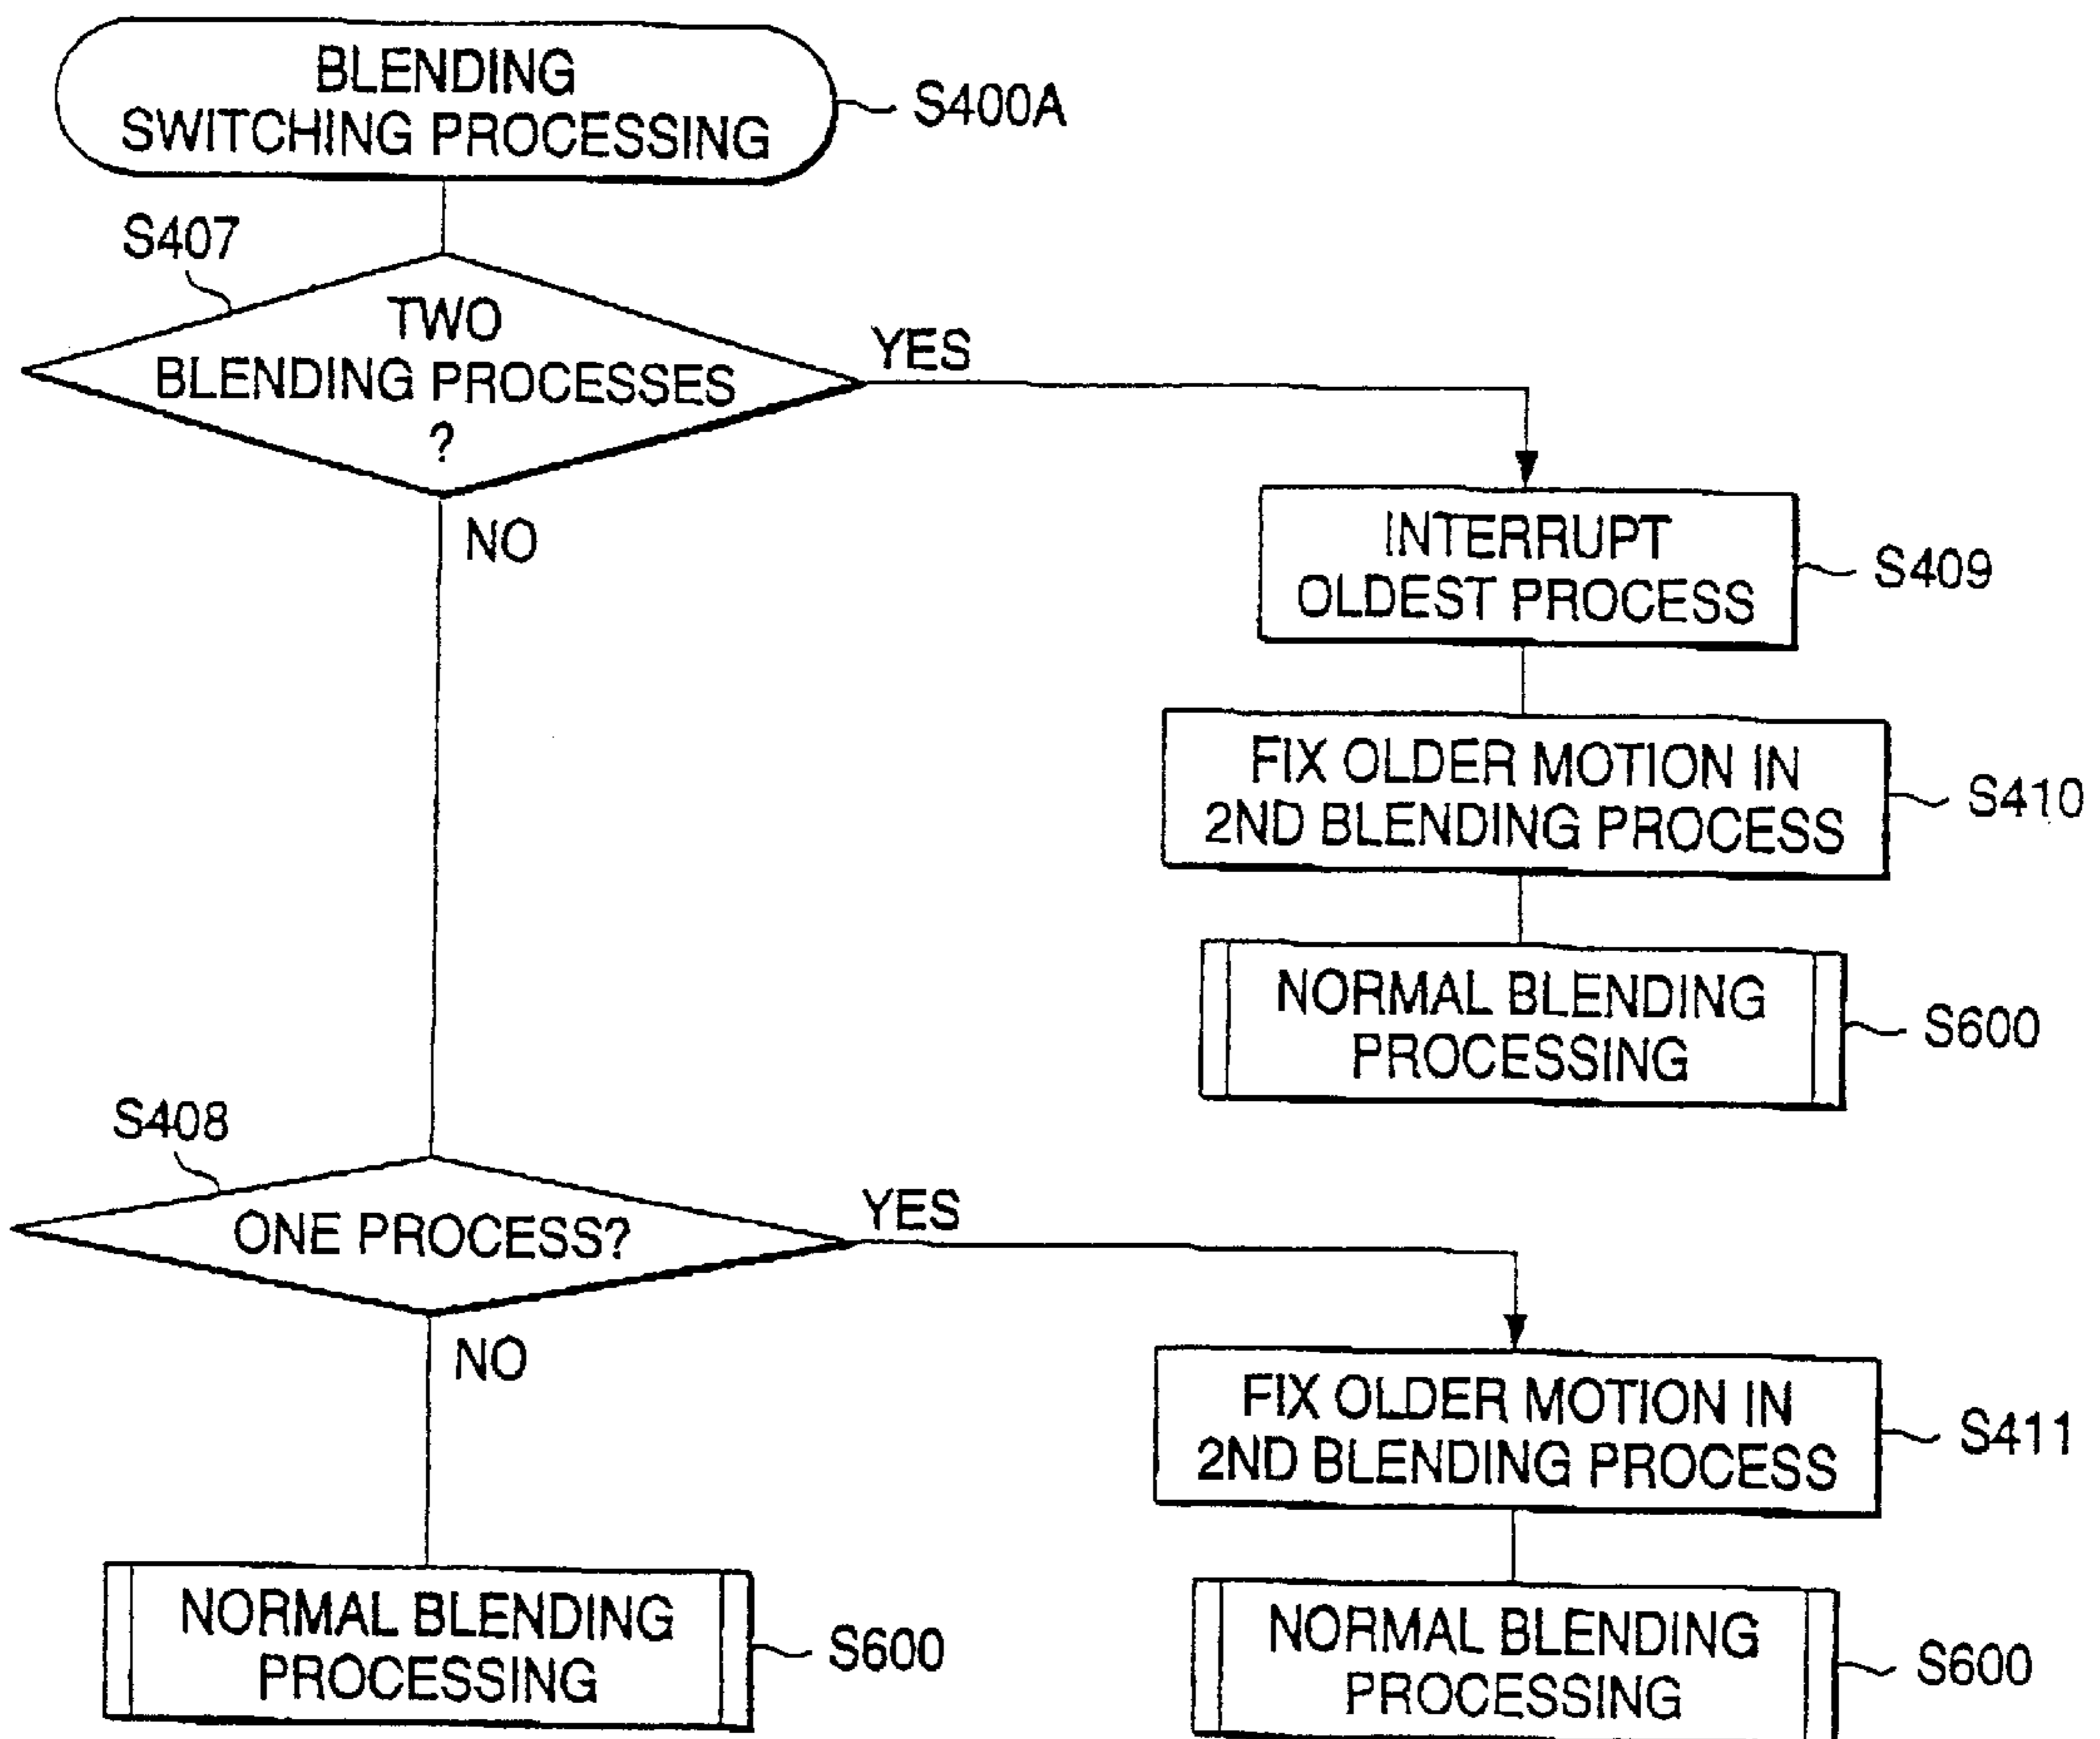 BLENDING
SWITCHING PROCESSING
S400A
S407
TWO
BLENDING PROCESSES
?
YES
NO
INTERRUPT
OLDEST PROCESS
S409
FIX OLDER MOTION IN
2ND BLENDING PROCESS
S410
NORMAL BLENDING
PROCESSING
S600
S408
ONE PROCESS?
YES
NO
FIX OLDER MOTION IN
2ND BLENDING PROCESS
S411
NORMAL BLENDING
PROCESSING
S600
NORMAL BLENDING
PROCESSING
S600